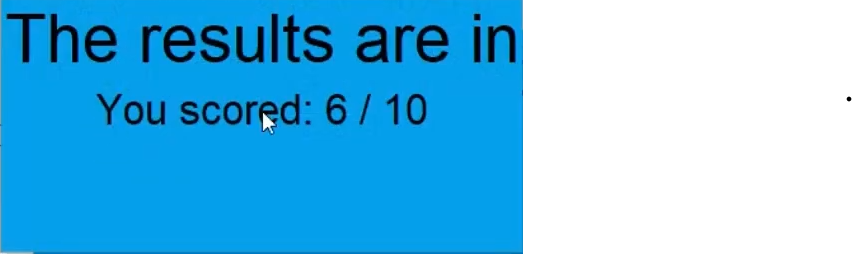 The results are in
You scored: 6 / 10
.